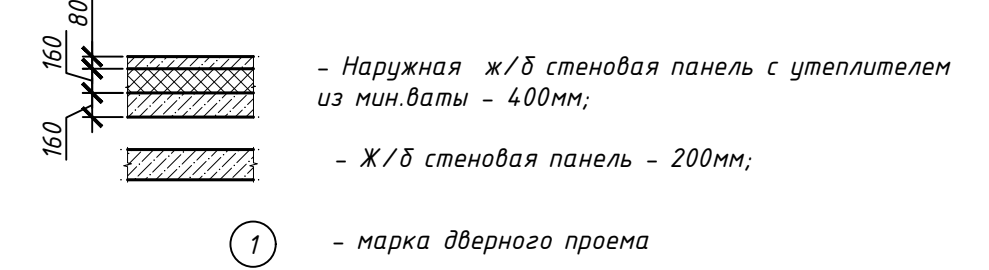 80
160
160
- Наружная ж/б стеновая панель с утеплителем
из мин.ваты - 400мм;
- Ж/б стеновая панель - 200мм;
1 - марка дверного проема